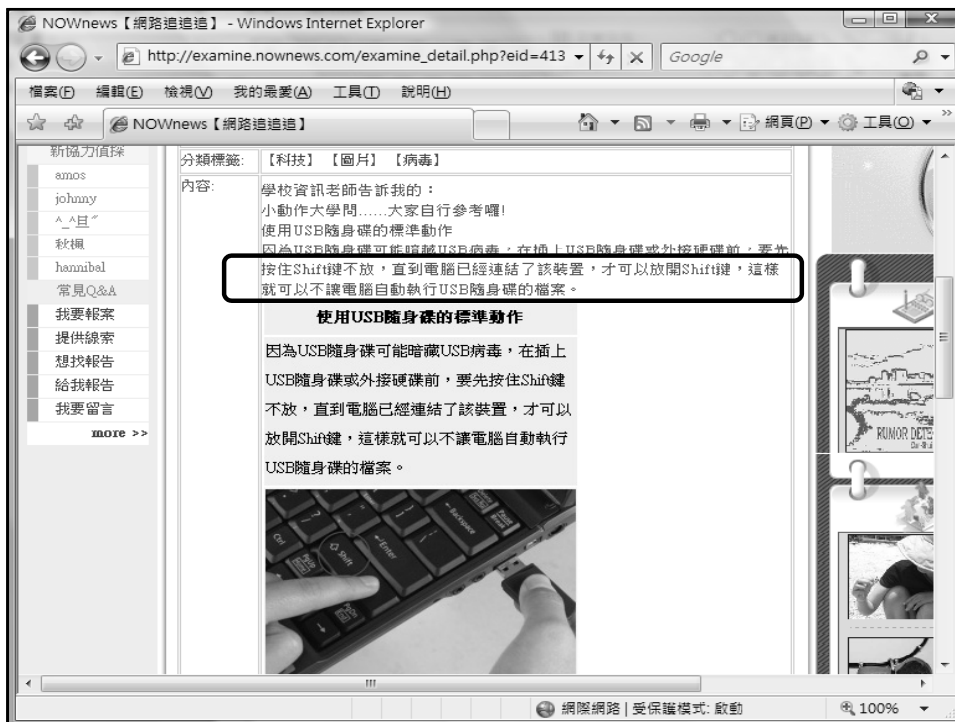 NOWnews【網路追追追】 - Windows Internet Explorer
http://examine.nownews.com/examine_detail.php?eid=413
Google
檔案(F) 編輯(E) 檢視(V) 我的最愛(A) 工具(T) 說明(H)
NOWnews【網路追追追】
網頁(P) 工具(O)
新協力偵探
amos
johnny
^_^目"
秋楓
hannibal
常見Q&A
我要報案
提供線索
想找報告
給我報告
我要留言
more >>
分類標籤: 【科技】 【圖片】 【病毒】
內容:
學校資訊老師告訴我的：
小動作大學問......大家自行參考囉!
使用USB隨身碟的標準動作
因為USB隨身碟可能暗藏USB病毒，在插上USB隨身碟或外接硬碟前，要先
按住Shift鍵不放，直到電腦已經連結了該裝置，才可以放開Shift鍵，這樣
就可以不讓電腦自動執行USB隨身碟的檔案。
使用USB隨身碟的標準動作
因為USB隨身碟可能暗藏USB病毒，在插上
USB隨身碟或外接硬碟前，要先按住Shift鍵
不放，直到電腦已經連結了該裝置，才可以
放開Shift鍵，這樣就可以不讓電腦自動執行
USB隨身碟的檔案。
Backspace
Enter
Shift
Ctrl
PgUp
PgDn
RUMOR DETE
網際網路 | 受保護模式: 啟動
100%